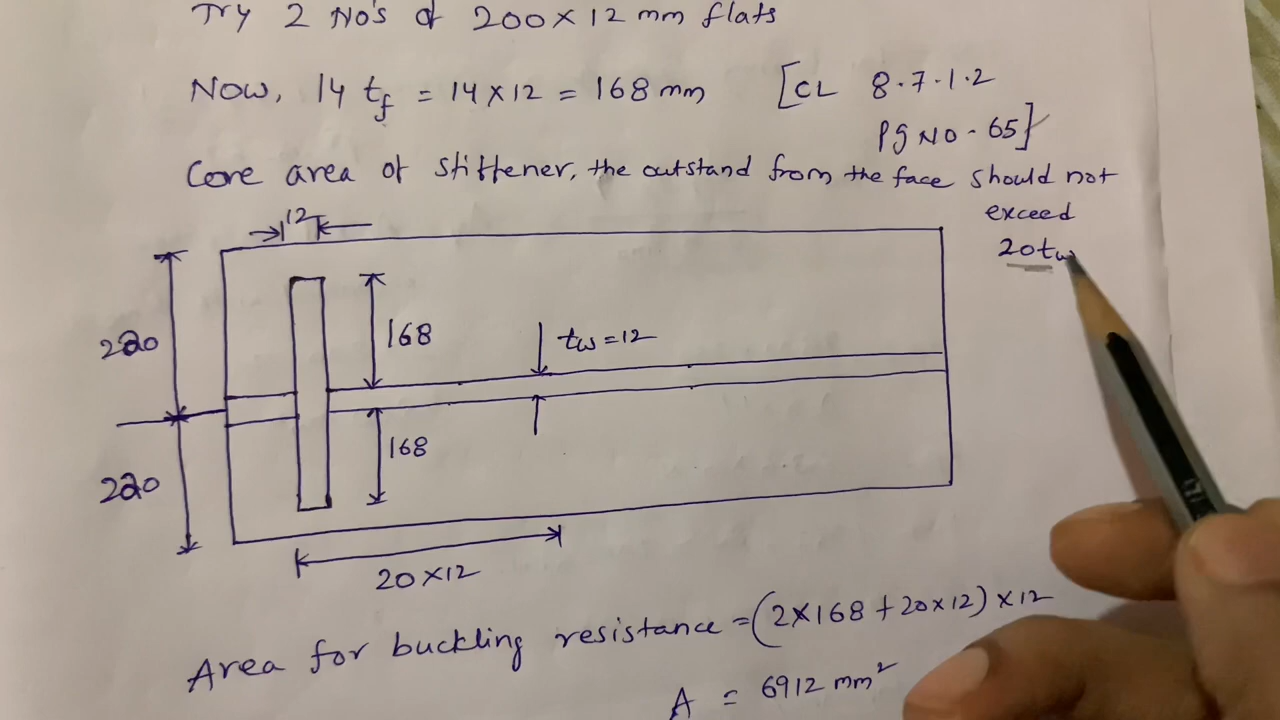 Try 2 No's of 200 × 12 mm flats
Now, 14 tf = 14 × 12 = 168 mm [CL 8.7.1.2
Pg No - 65]
Core area of stiffener, the outstand from the face should not
exceed
20tw
12
220
168
tw = 12
168
220
20 × 12
Area for buckling resistance = (2 × 168 + 20 × 12) × 12
A = 6912 mm²